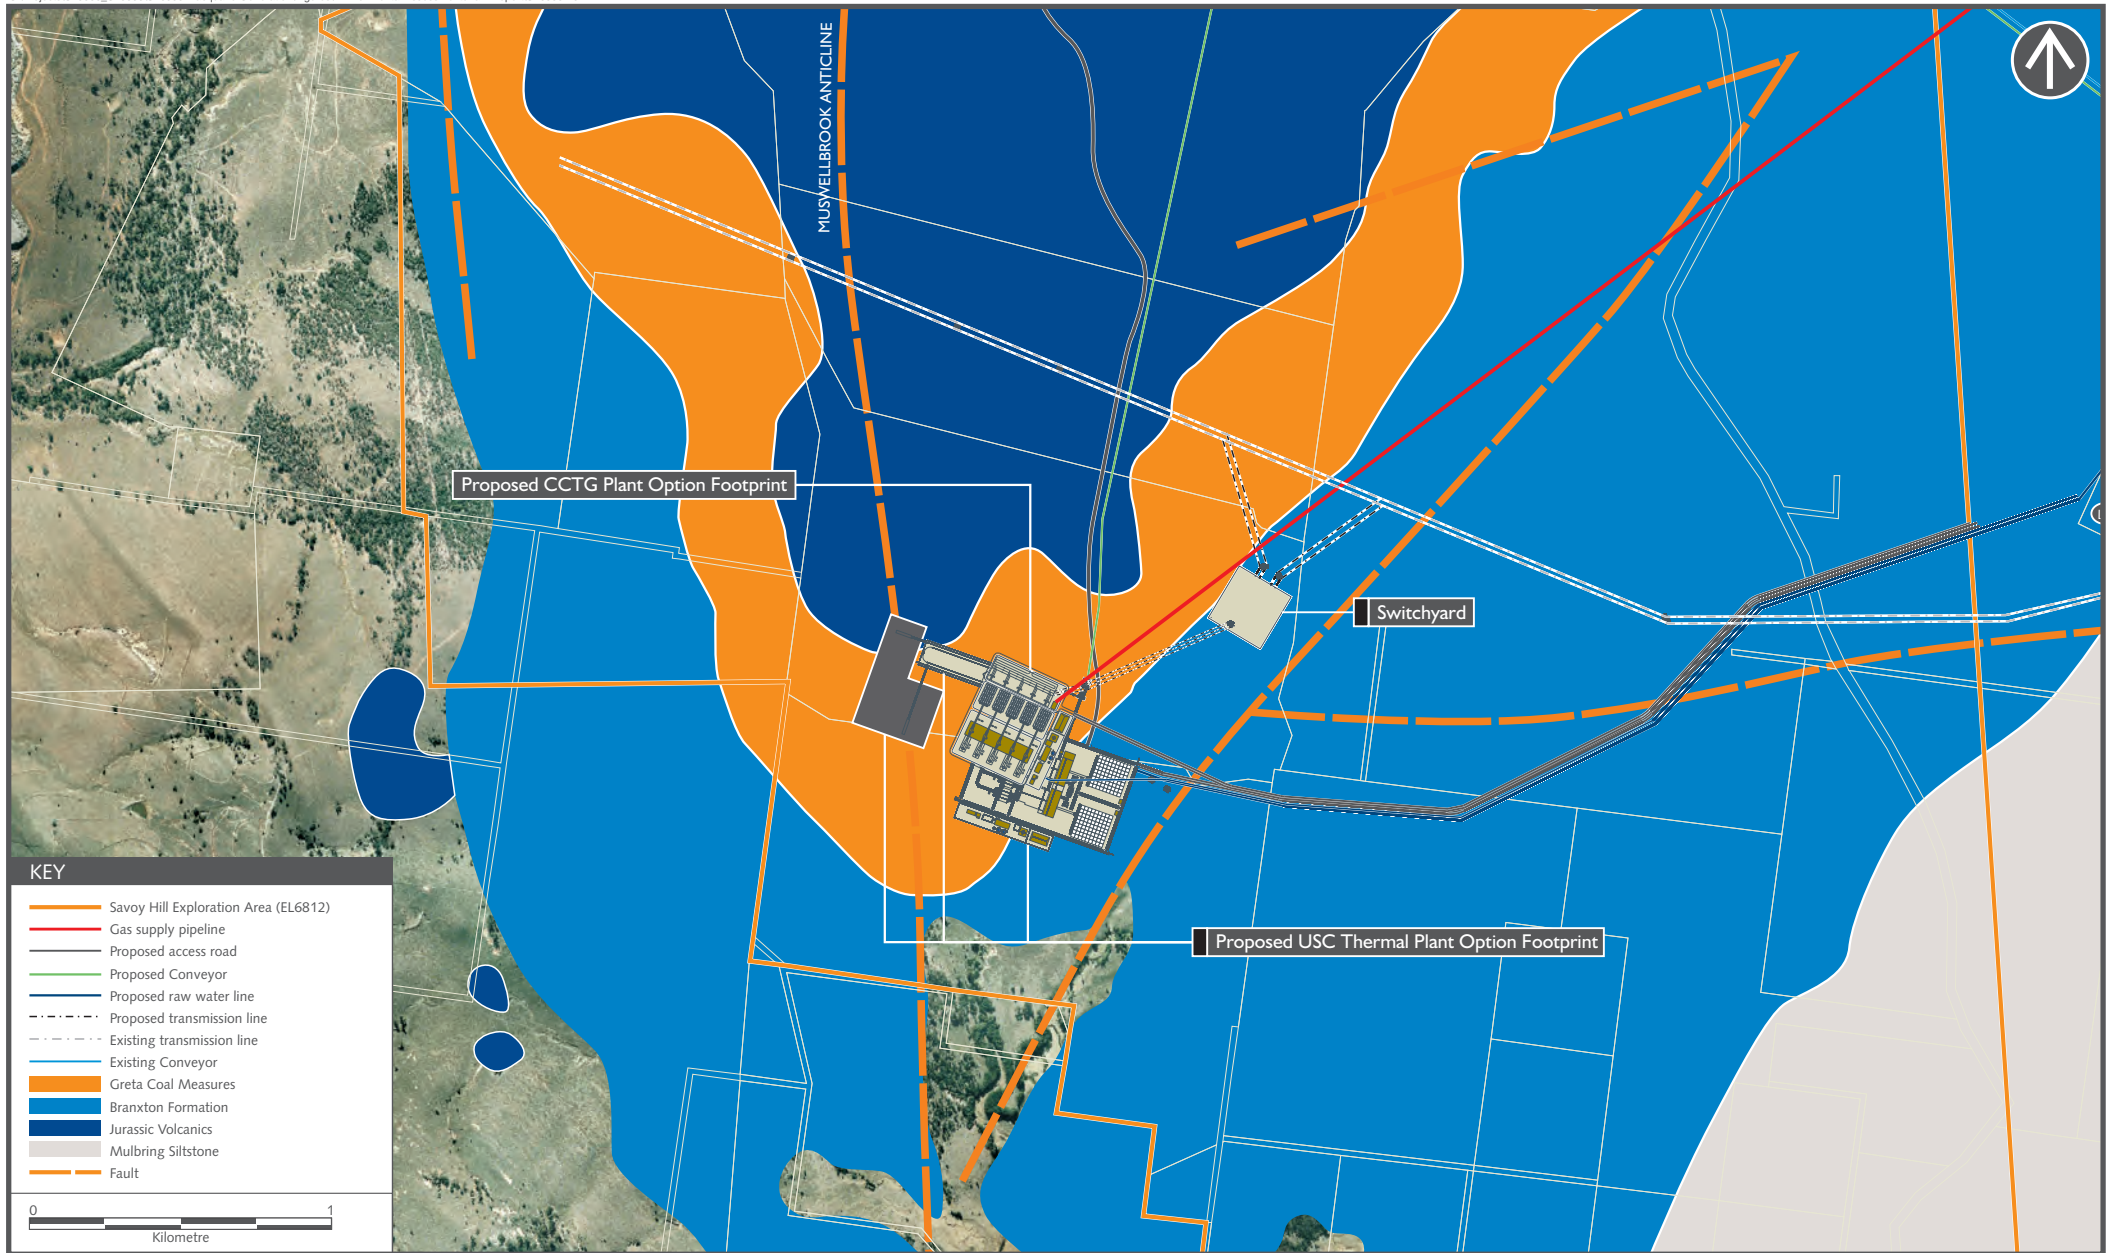 MUSWELLBROOK ANTICLINE
Proposed CCTG Plant Option Footprint
Switchyard
Proposed USC Thermal Plant Option Footprint
KEY
Savoy Hill Exploration Area (EL6812)
Gas supply pipeline
Proposed access road
Proposed Conveyor
Proposed raw water line
Proposed transmission line
Existing transmission line
Existing Conveyor
Greta Coal Measures
Branxton Formation
Jurassic Volcanics
Mulbring Siltstone
Fault
0 1
Kilometre